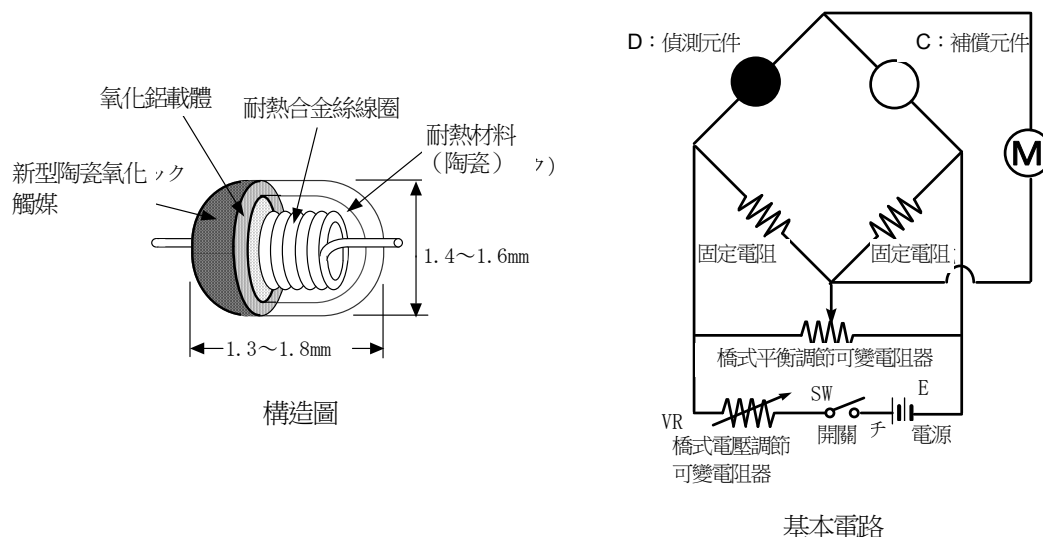 氧化鋁載體
耐熱合金絲線圈
耐熱材料
（陶瓷） ク)
新型陶瓷氧化ック
觸媒
1.4～1.6mm
1.3～1.8mm
構造圖
D：偵測元件
C：補償元件
M
固定電阻
固定電阻
橋式平衡調節可變電阻器
SW
E
VR
開關
チ
電源
橋式電壓調節
可變電阻器
基本電路